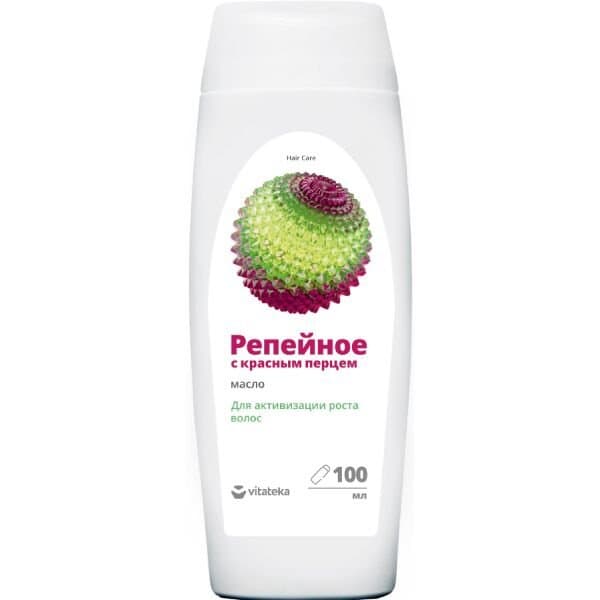 Hair Care
Репейное
с красным перцем
масло
Для активизации роста
волос
vitateka
100
мл